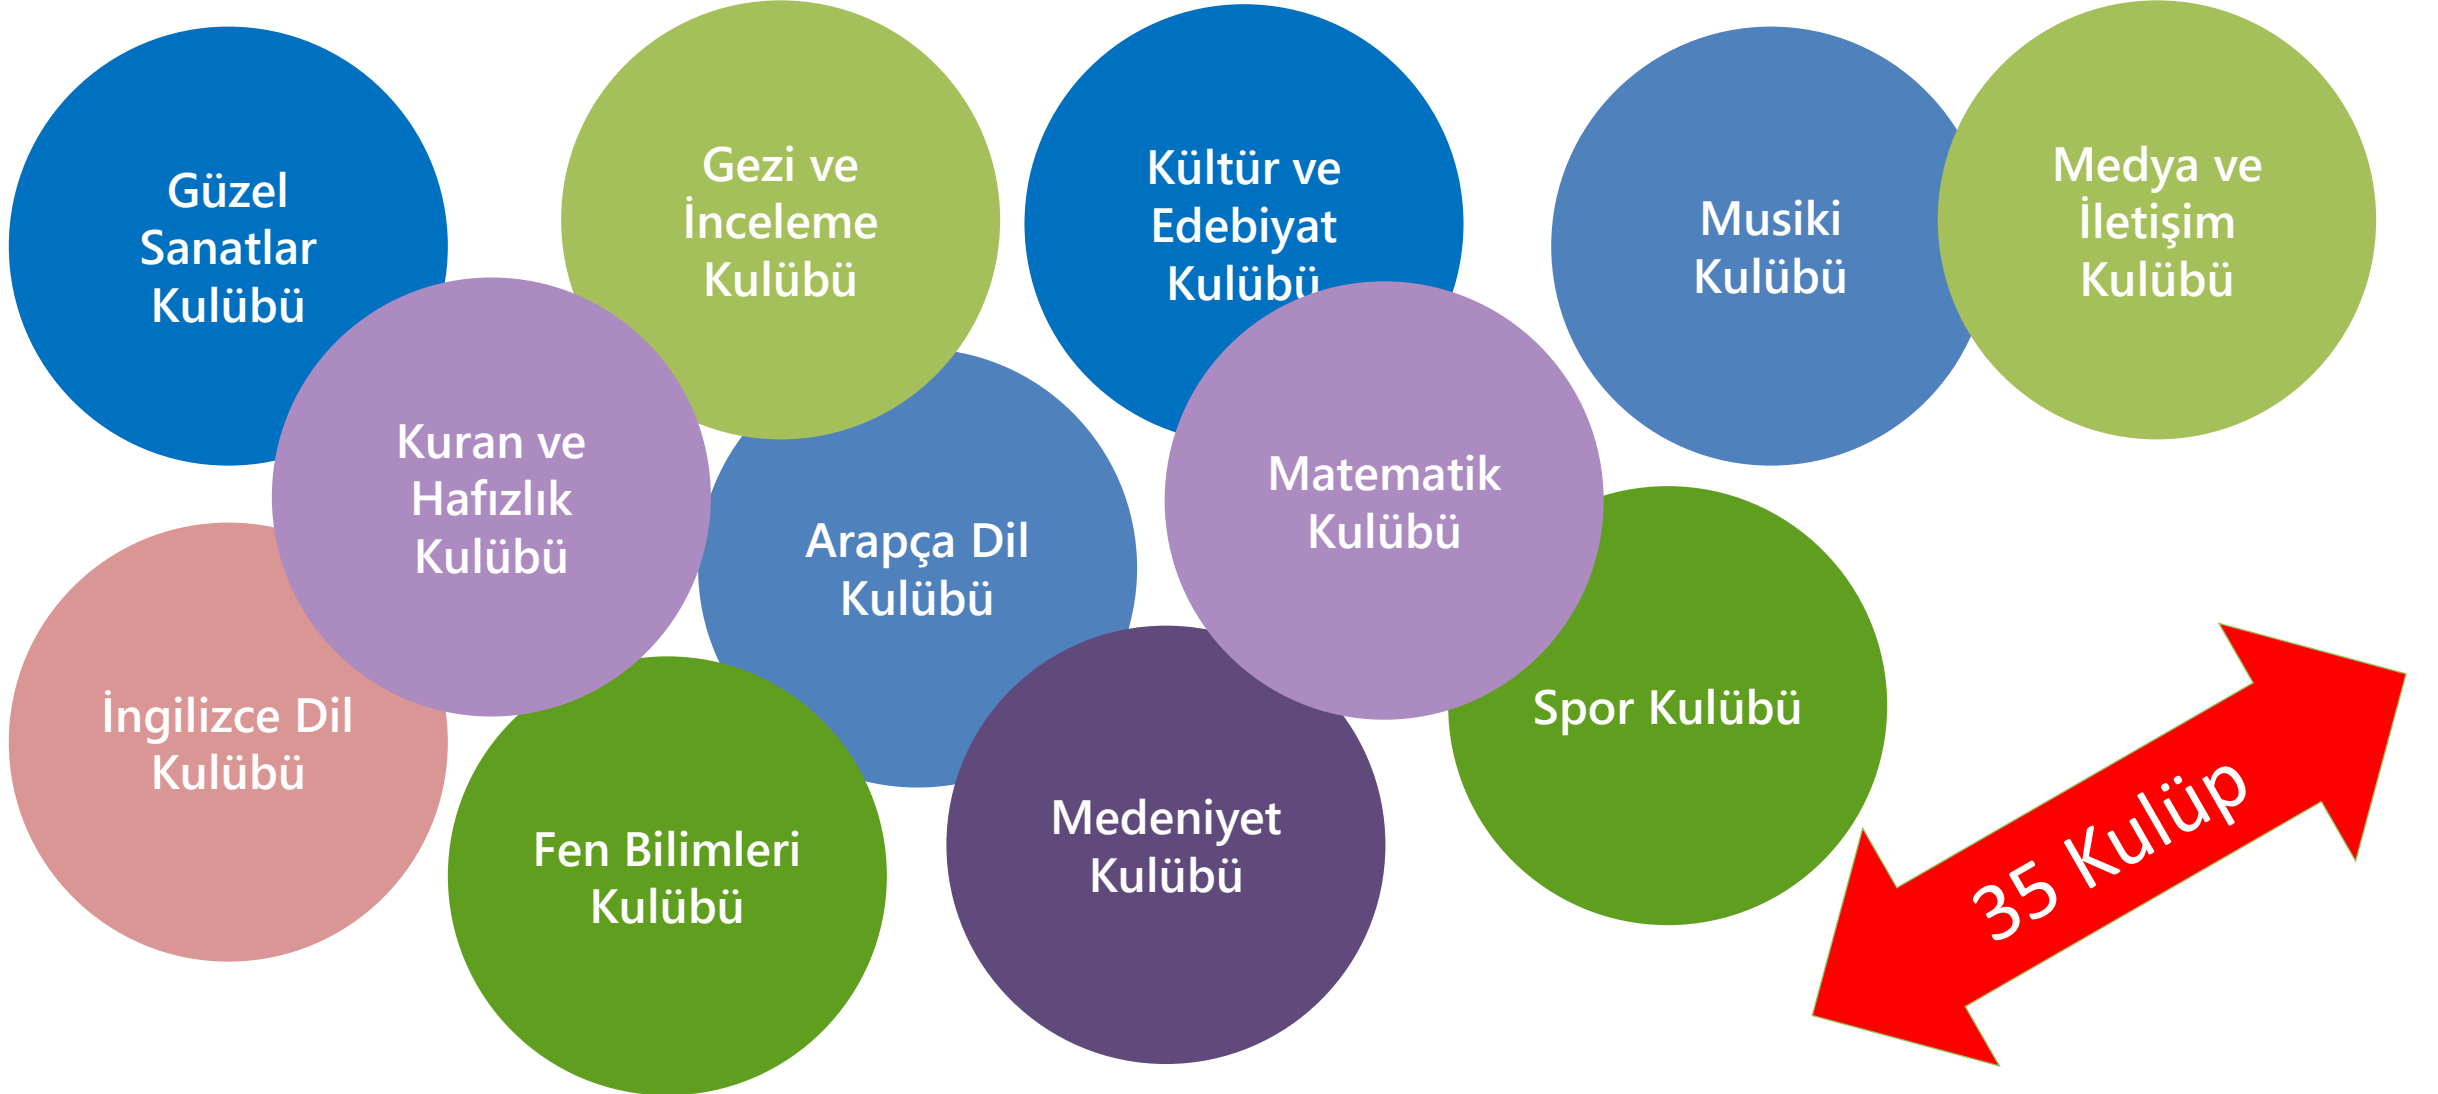 Güzel
Sanatlar
Kulübü
Gezi ve
İnceleme
Kulübü
Kültür ve
Edebiyat
Kulübü
Musiki
Kulübü
Medya ve
İletişim
Kulübü
Kuran ve
Hafızlık
Kulübü
Arapça Dil
Kulübü
Matematik
Kulübü
İngilizce Dil
Kulübü
Fen Bilimleri
Kulübü
Medeniyet
Kulübü
Spor Kulübü
35 Kulüp